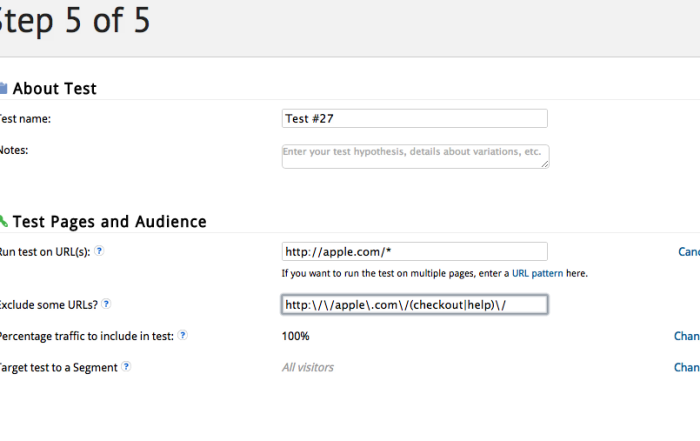 Step 5 of 5
About Test
Test name:
Test #27
Notes:
Enter your test hypothesis, details about variations, etc.
Test Pages and Audience
Run test on URL(s): ?
http://apple.com/*
Canc
If you want to run the test on multiple pages, enter a URL pattern here.
Exclude some URLs? ?
http:\/\/apple\.com\/(checkout|help)\/
Percentage traffic to include in test: ?
100%
Chan
Target test to a Segment ?
All visitors
Chan